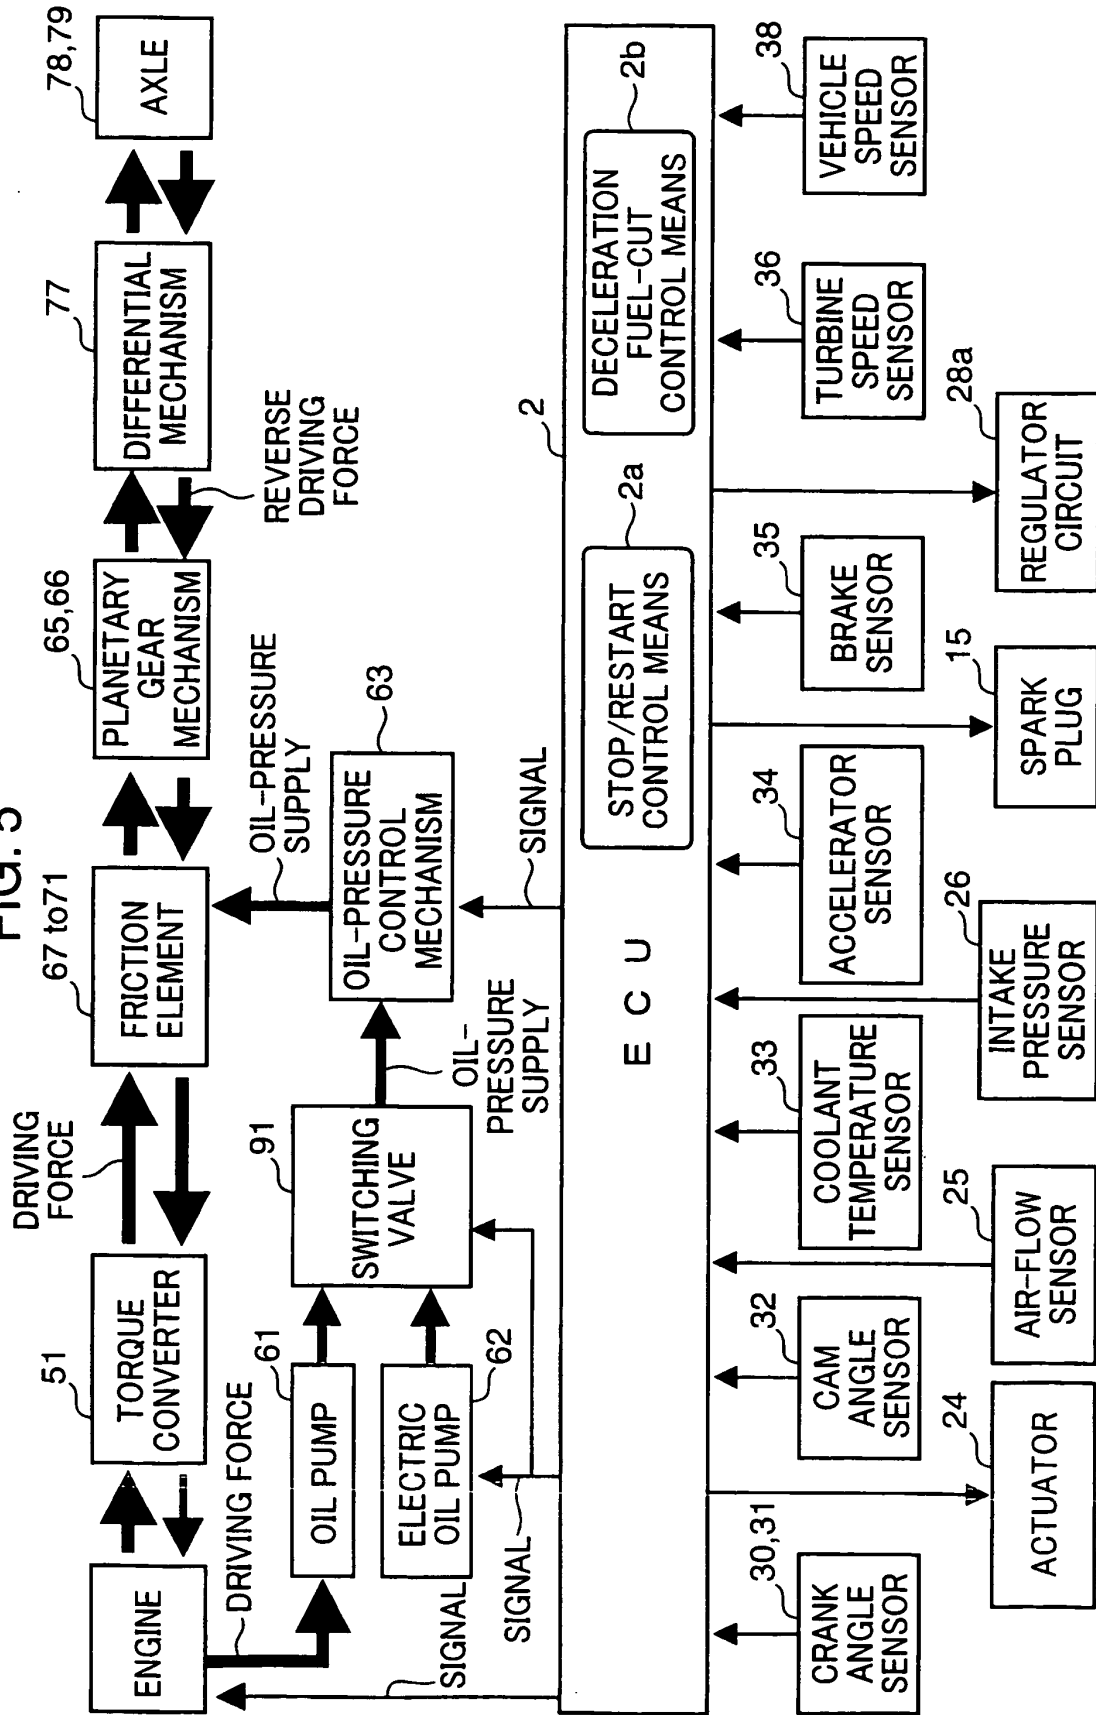 FIG. 5
ENGINE
51
TORQUE
CONVERTER
DRIVING
FORCE
67 to71
FRICTION
ELEMENT
65,66
PLANETARY
GEAR
MECHANISM
REVERSE
DRIVING
FORCE
77
DIFFERENTIAL
MECHANISM
78,79
AXLE
DRIVING FORCE
61
OIL PUMP
62
ELECTRIC
OIL PUMP
91
SWITCHING
VALVE
OIL-
PRESSURE
SUPPLY
63
OIL-PRESSURE
CONTROL
MECHANISM
OIL-PRESSURE
SUPPLY
SIGNAL
SIGNAL
SIGNAL
2
E C U
2a
STOP/RESTART
CONTROL MEANS
2b
DECELERATION
FUEL-CUT
CONTROL MEANS
30,31
CRANK
ANGLE
SENSOR
24
ACTUATOR
32
CAM
ANGLE
SENSOR
25
AIR-FLOW
SENSOR
33
COOLANT
TEMPERATURE
SENSOR
26
INTAKE
PRESSURE
SENSOR
34
ACCELERATOR
SENSOR
15
SPARK
PLUG
35
BRAKE
SENSOR
28a
REGULATOR
CIRCUIT
36
TURBINE
SPEED
SENSOR
38
VEHICLE
SPEED
SENSOR